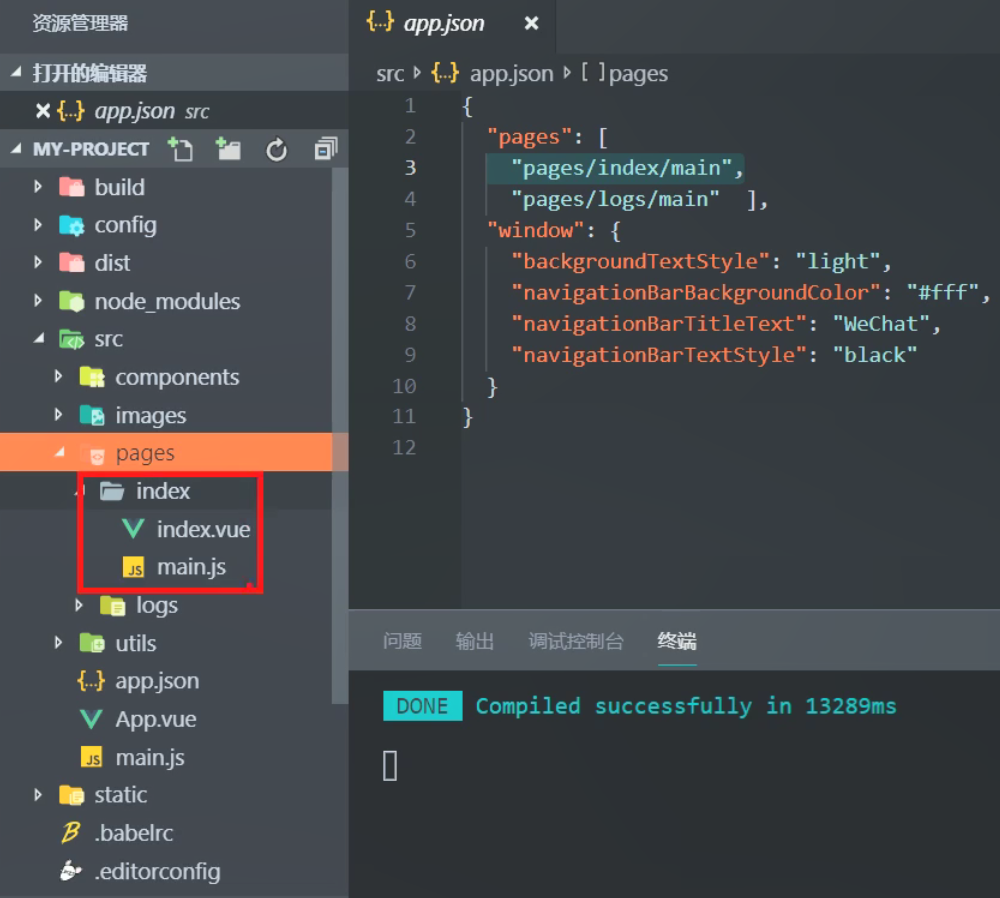 资源管理器
打开的编辑器
app.json src
MY-PROJECT
build
config
dist
node_modules
src
components
images
pages
index
index.vue
main.js
logs
utils
app.json
App.vue
main.js
static
.babelrc
.editorconfig
{..} app.json ×
src {..} app.json [ ] pages
1 {
2 "pages": [
3 "pages/index/main",
4 "pages/logs/main" ],
5 "window": {
6 "backgroundTextStyle": "light",
7 "navigationBarBackgroundColor": "#fff",
8 "navigationBarTitleText": "WeChat",
9 "navigationBarTextStyle": "black"
10 }
11 }
12
问题 输出 调试控制台 终端
DONE Compiled successfully in 13289ms